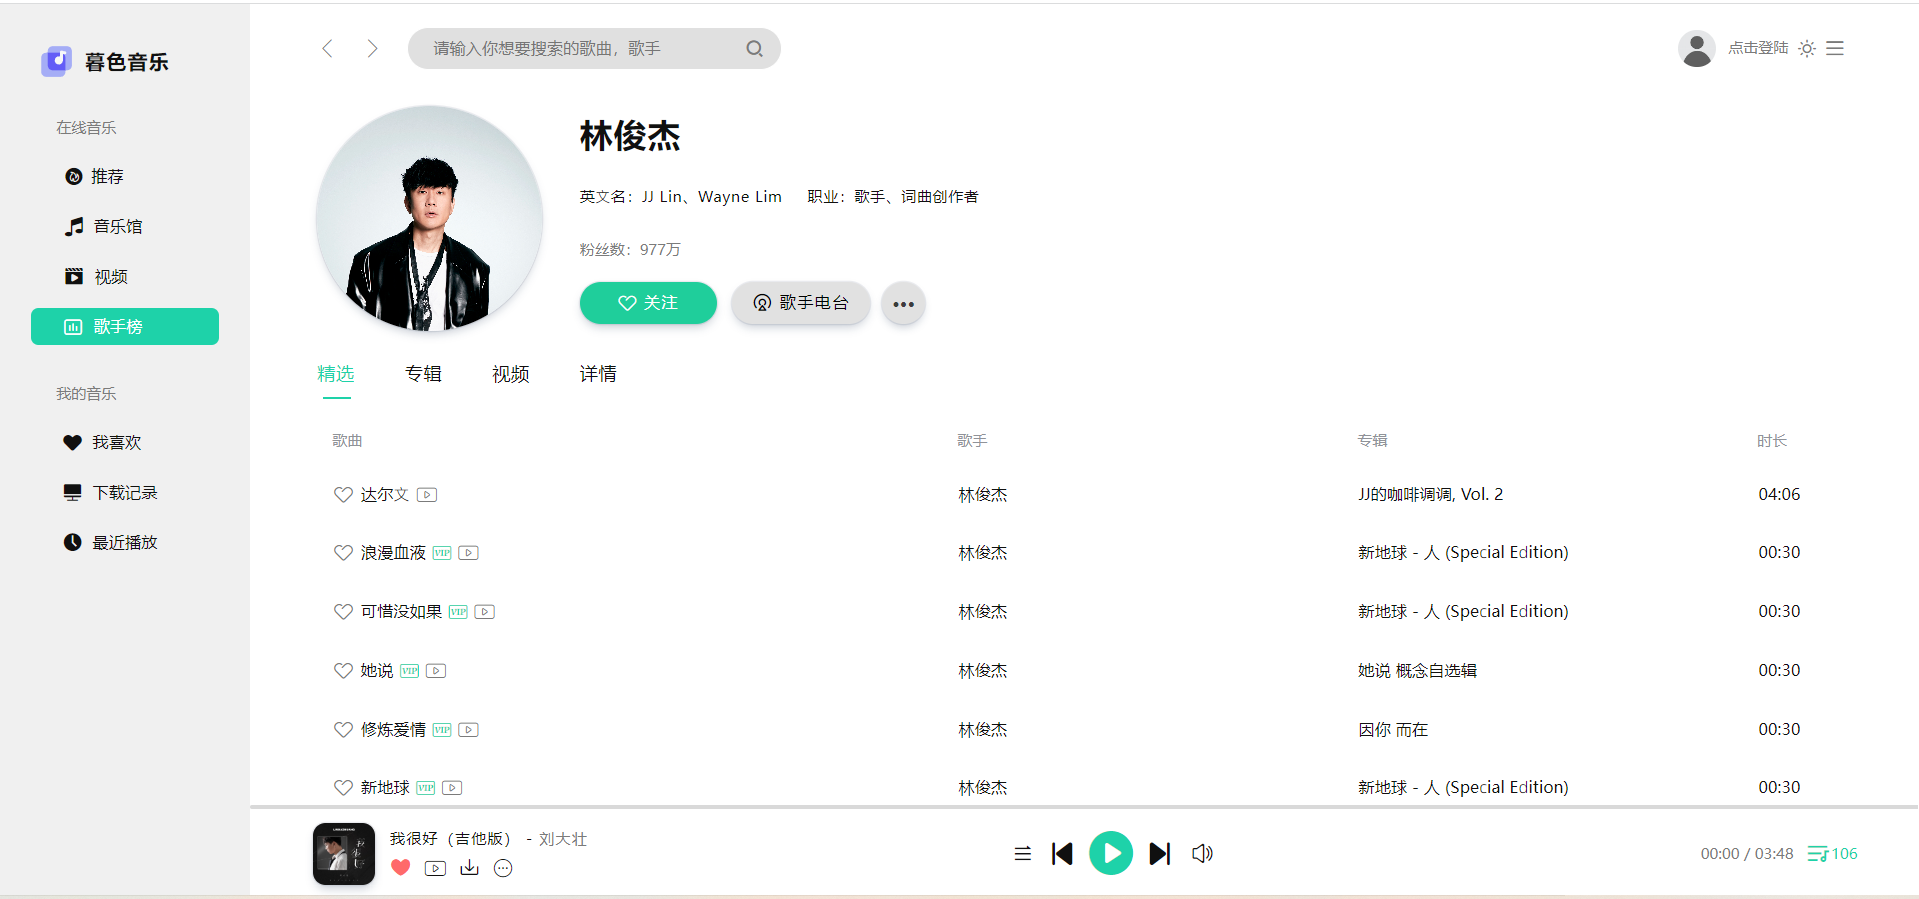 暮色音乐
请输入你想要搜索的歌曲，歌手
点击登陆
在线音乐
推荐
音乐馆
视频
歌手榜
我的音乐
我喜欢
下载记录
最近播放
林俊杰
英文名：JJ Lin、Wayne Lim 职业：歌手、词曲创作者
粉丝数：977万
关注 歌手电台
精选 专辑 视频 详情
歌曲 歌手 专辑 时长
达尔文 林俊杰 JJ的咖啡调调, Vol. 2 04:06
浪漫血液 VIP 林俊杰 新地球 - 人 (Special Edition) 00:30
可惜没如果 VIP 林俊杰 新地球 - 人 (Special Edition) 00:30
她说 VIP 林俊杰 她说 概念自选辑 00:30
修炼爱情 VIP 林俊杰 因你 而在 00:30
新地球 VIP 林俊杰 新地球 - 人 (Special Edition) 00:30
我很好（吉他版） - 刘大壮
00:00 / 03:48 106